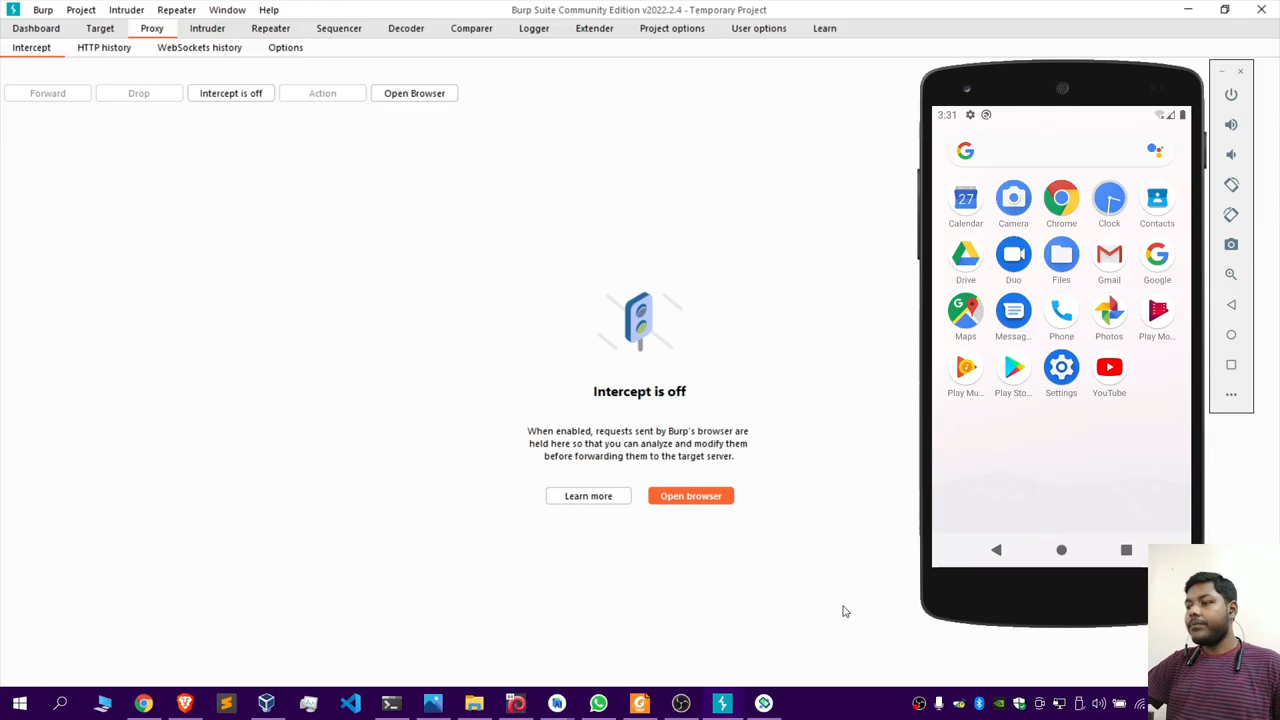 Burp Project Intruder Repeater Window Help
Burp Suite Community Edition v2022.2.4 - Temporary Project
Dashboard Target Proxy Intruder Repeater Sequencer Decoder Comparer Logger Extender Project options User options Learn
Intercept HTTP history WebSockets history Options
Forward Drop Intercept is off Action Open Browser
Intercept is off
When enabled, requests sent by Burp's browser are
held here so that you can analyze and modify them
before forwarding them to the target server.
Learn more Open browser
3:31
27
Calendar Camera Chrome Clock Contacts
Drive Duo Files Gmail Google
Maps Messag... Phone Photos Play Mo...
Play Mu... Play Sto... Settings YouTube